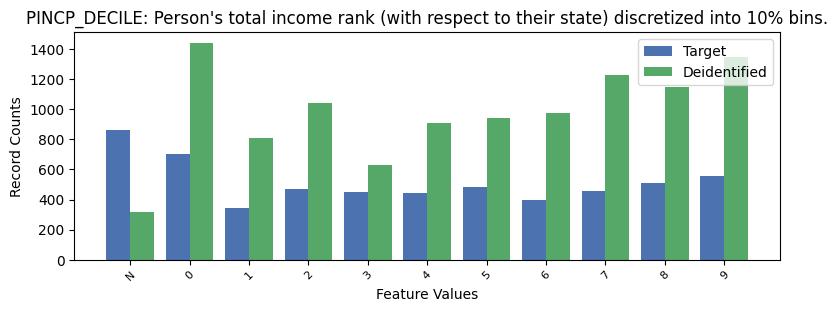 PINCP_DECILE: Person's total income rank (with respect to their state) discretized into 10% bins.
Target
Deidentified
1400
1200
1000
800
600
400
200
0
Record Counts
N 0 1 2 3 4 5 6 7 8 9
Feature Values